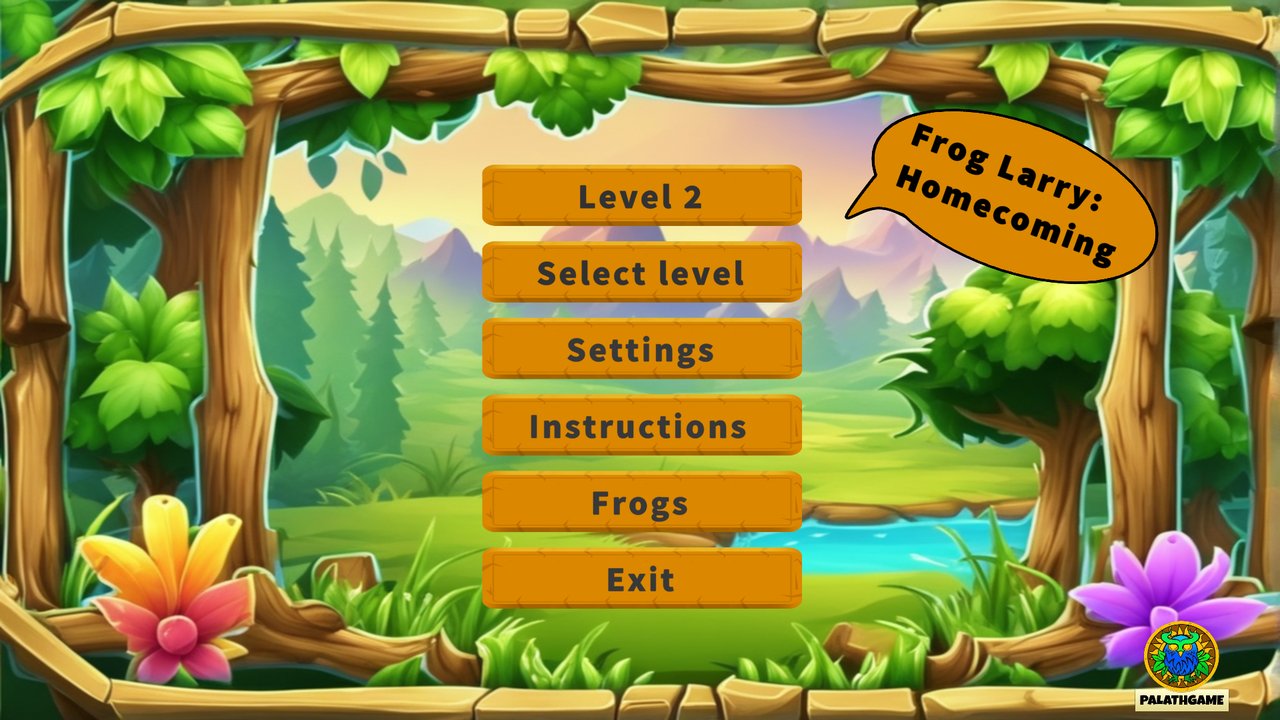 Frog Larry:
Homecoming
Level 2
Select level
Settings
Instructions
Frogs
Exit
PALATHGAME